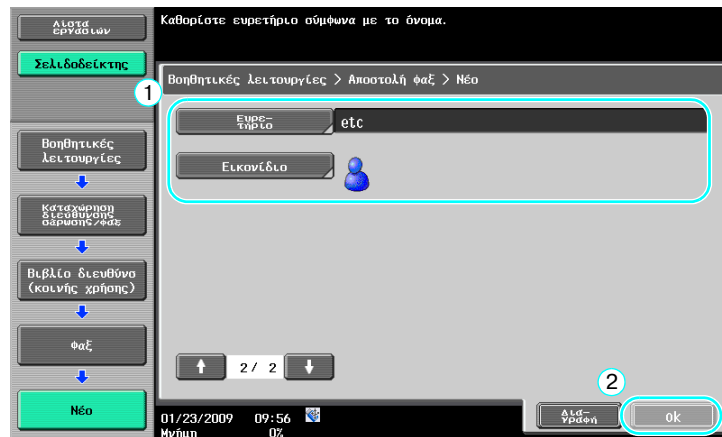 Λίστα
εργασιών
Καθορίστε ευρετήριο σύμφωνα με το όνομα.
Σελιδοδείκτης
Βοηθητικές λειτουργίες > Αποστολή φαξ > Νέο
1
Ευρε-
τήριο
etc
Βοηθητικές
λειτουργίες
Εικονίδιο
Καταχώρηση
διεύθυνσης
σάρωσης/φαξ
Βιβλίο διευθύνσ
(κοινής χρήσης)
Φαξ
2/ 2
2
Νέο
Δια-
γραφή
ok
01/23/2009 09:56
Μνήμη 0%